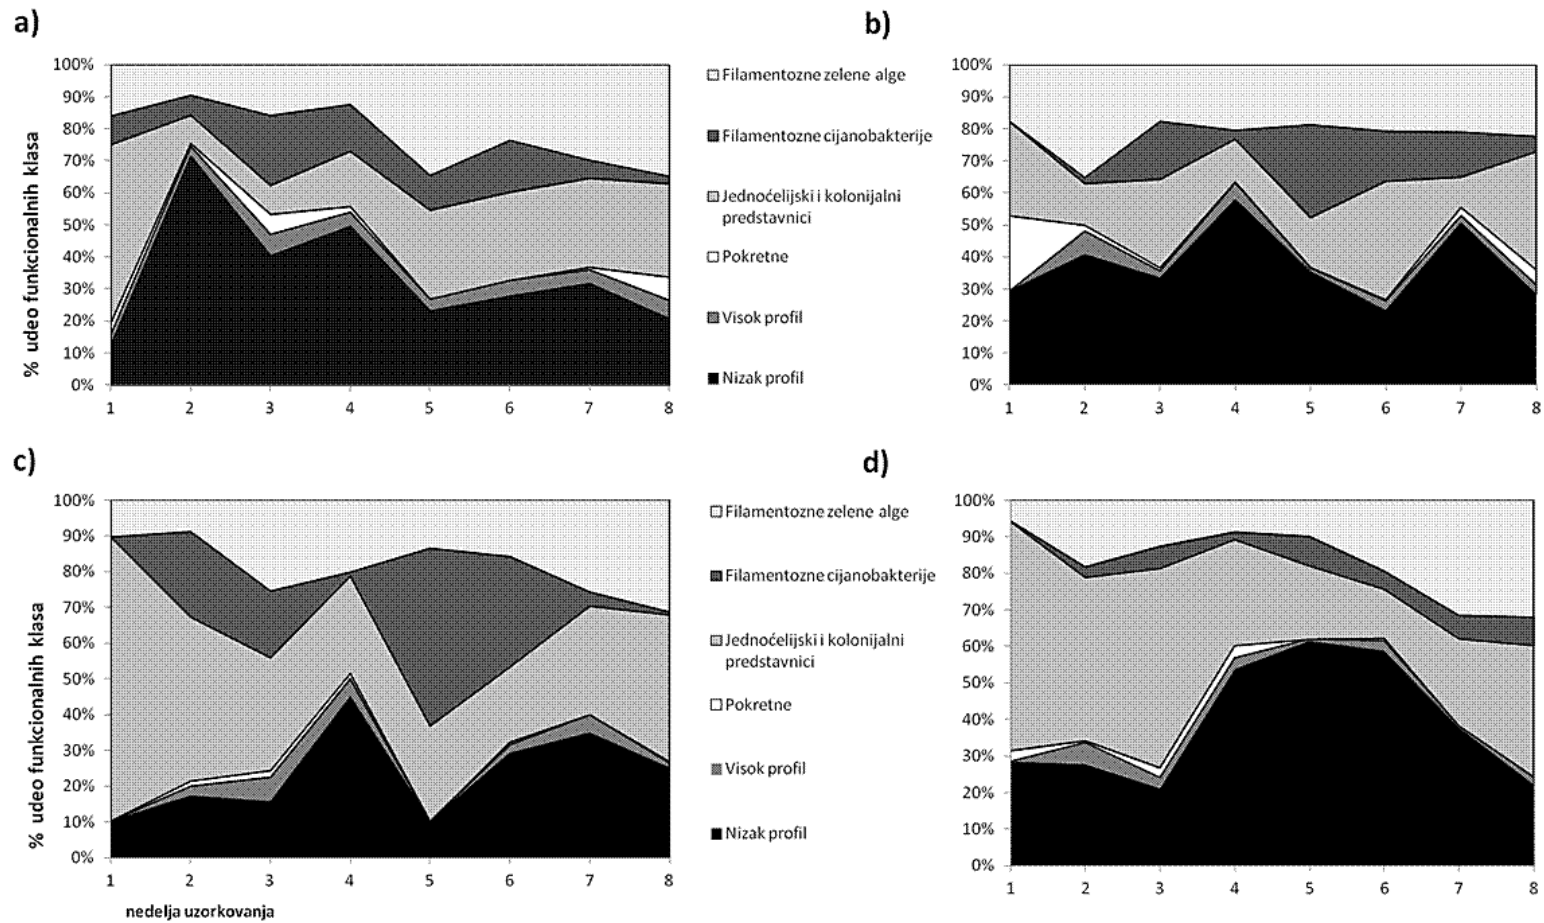 a)
b)
100%
90%
80%
70%
60%
50%
40%
30%
20%
10%
0%
% udeo funkcionalnih klasa
1 2 3 4 5 6 7 8
Filamentozne zelene alge
Filamentozne cijanobakterije
Jednoćelijski i kolonijalni
predstavnici
Pokretne
Visok profil
Nizak profil
100%
90%
80%
70%
60%
50%
40%
30%
20%
10%
0%
1 2 3 4 5 6 7 8
c)
d)
100%
90%
80%
70%
60%
50%
40%
30%
20%
10%
0%
% udeo funkcionalnih klasa
1 2 3 4 5 6 7 8
nedelja uzorkovanja
Filamentozne zelene alge
Filamentozne cijanobakterije
Jednoćelijski i kolonijalni
predstavnici
Pokretne
Visok profil
Nizak profil
100%
90%
80%
70%
60%
50%
40%
30%
20%
10%
0%
1 2 3 4 5 6 7 8